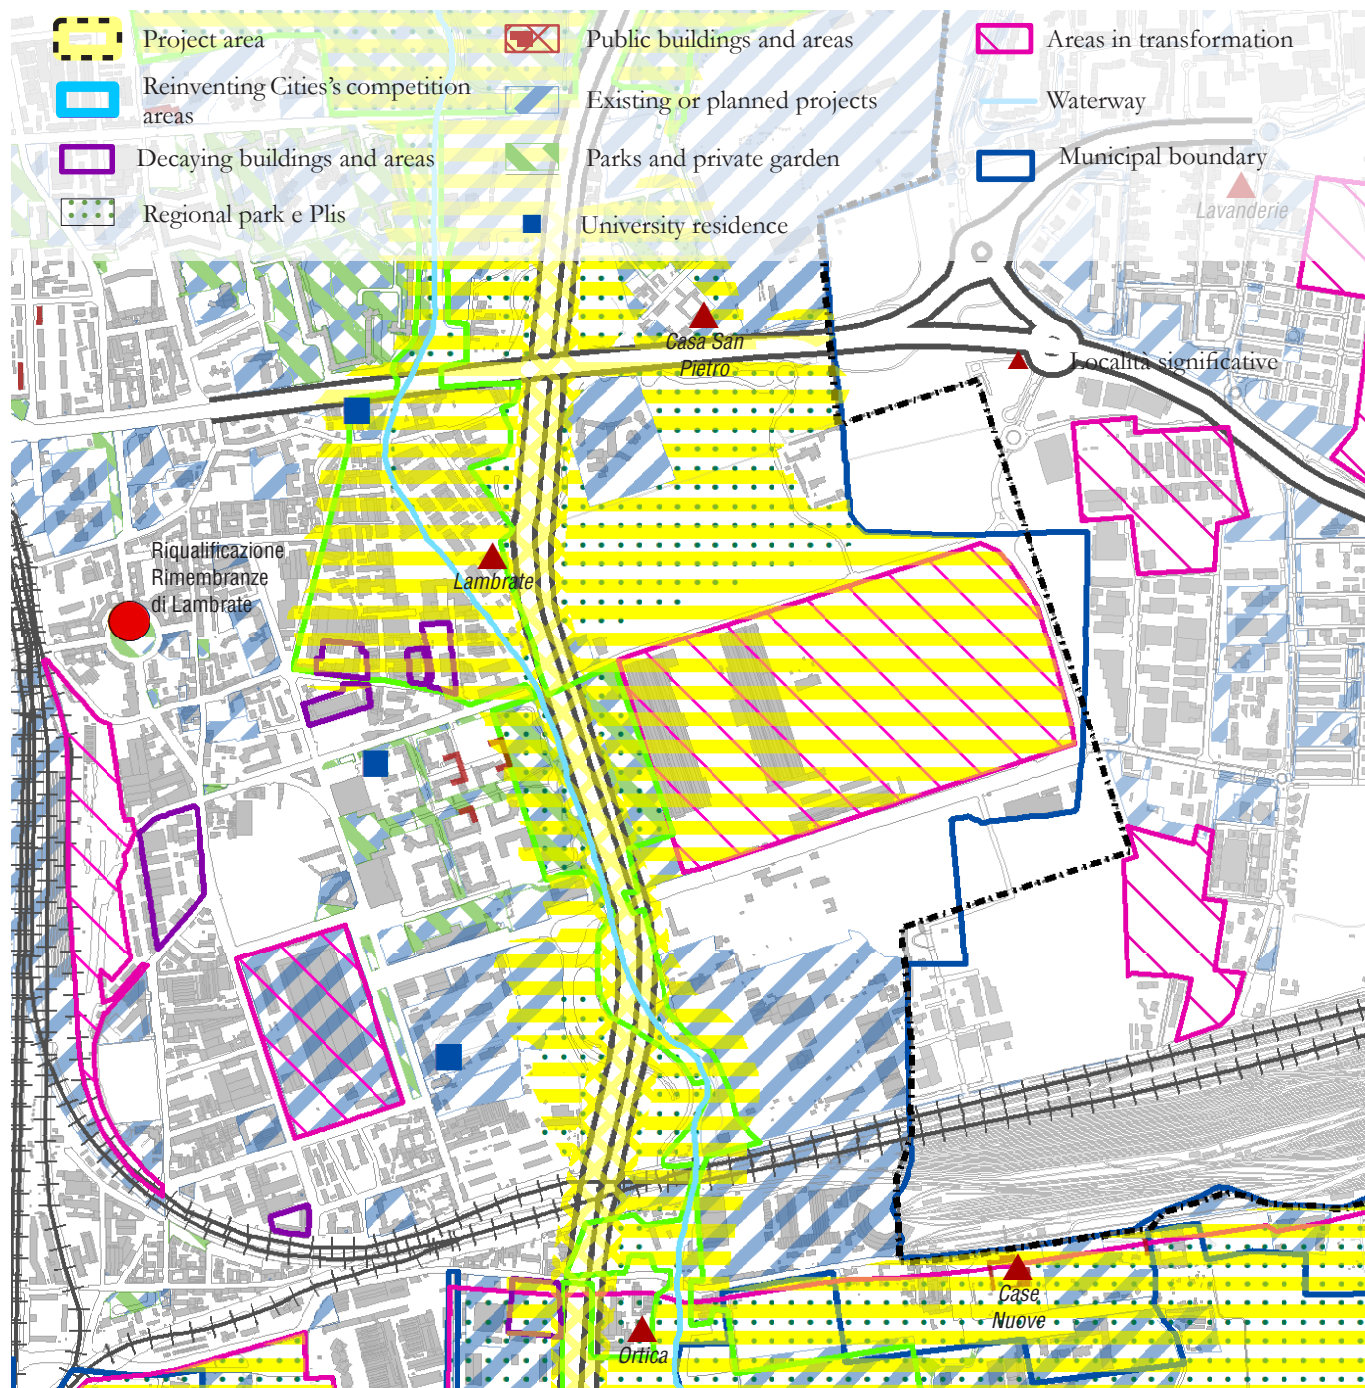 Project area
Public buildings and areas
Areas in transformation
Reinventing Cities's competition
areas
Existing or planned projects
Waterway
Decaying buildings and areas
Parks and private garden
Municipal boundary
Regional park e Plis
University residence
Lavanderie
Casa San
Pietro
Località significative
Riqualificazione
Rimembranze
di Lambrate
Lambrate
Case
Nuove
Ortica